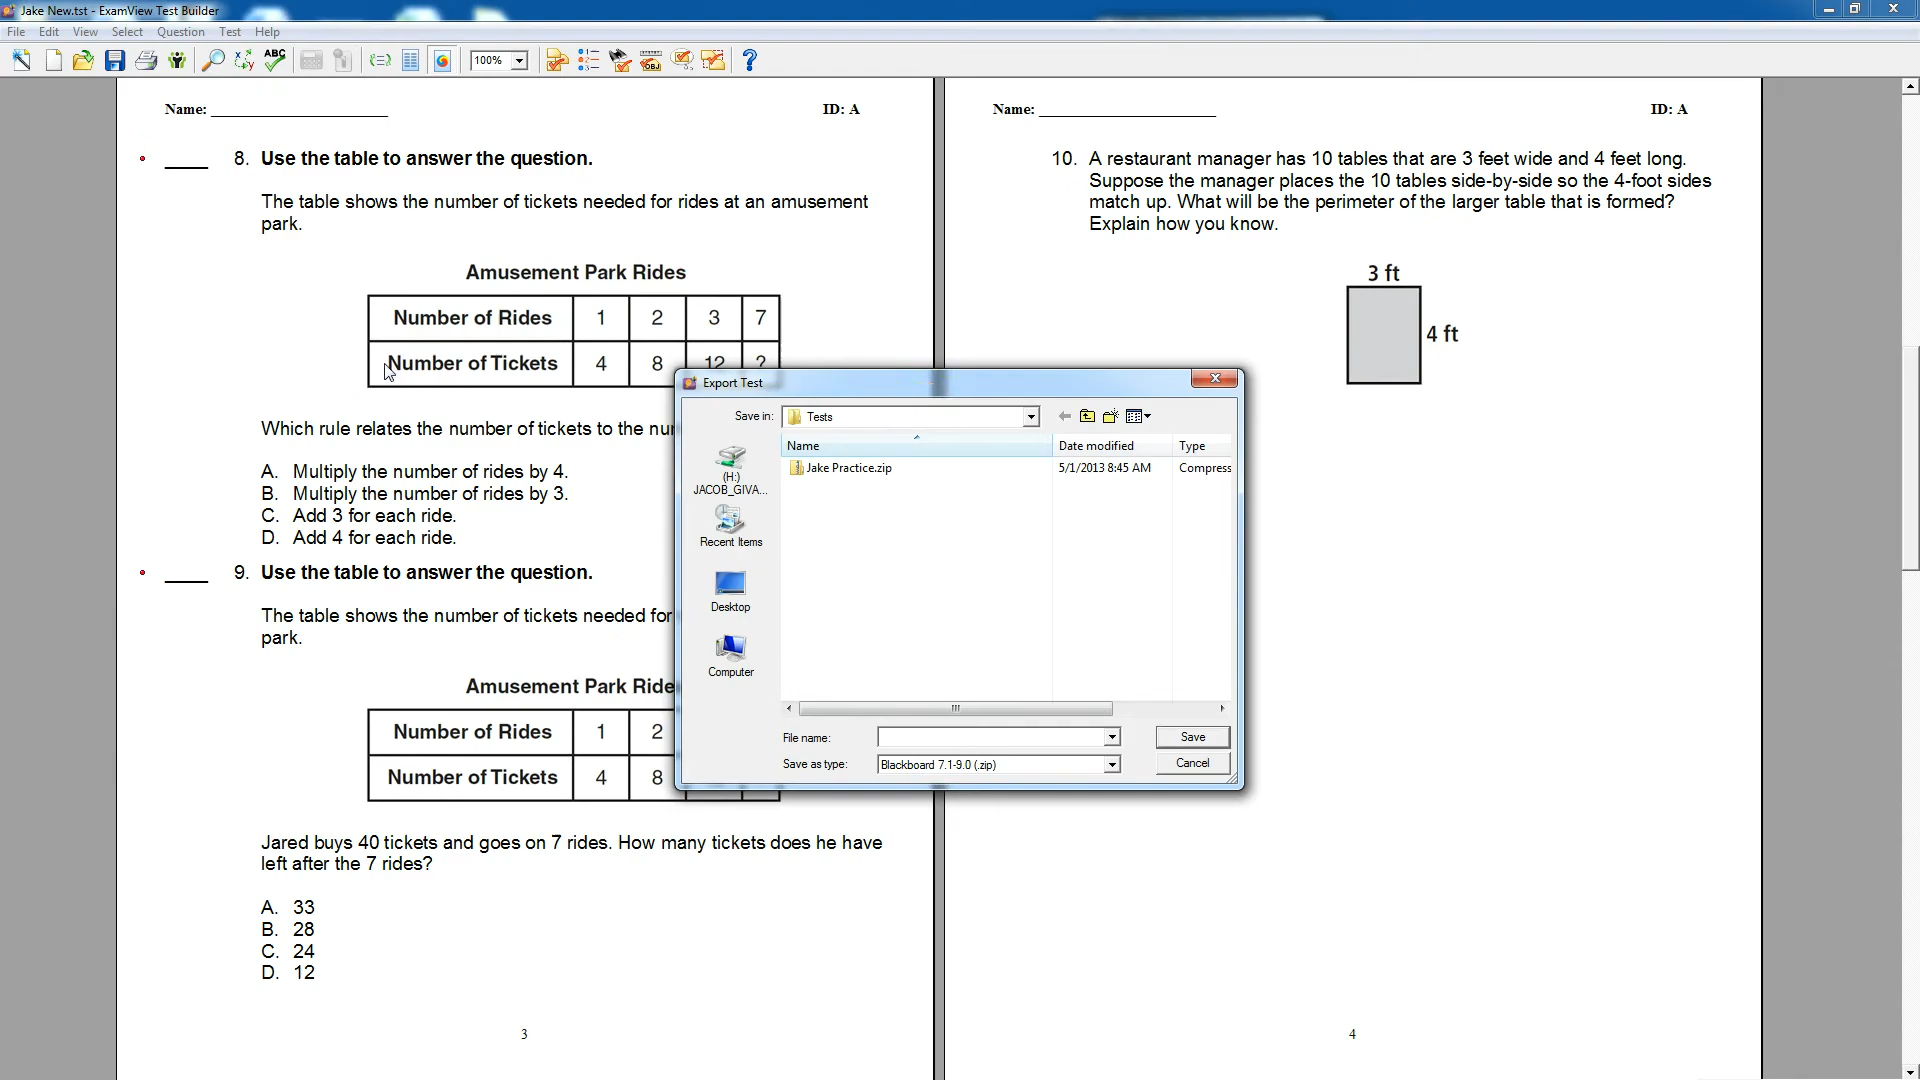 Jake New.tst - ExamView Test Builder
File Edit View Select Question Test Help
ABC 100% OBJ ?
Name: ID: A
8. Use the table to answer the question.
The table shows the number of tickets needed for rides at an amusement
park.
Amusement Park Rides
Number of Rides 1 2 3 7
Number of Tickets 4 8 12 ?
Which rule relates the number of tickets to the
A. Multiply the number of rides by 4.
B. Multiply the number of rides by 3.
C. Add 3 for each ride.
D. Add 4 for each ride.
9. Use the table to answer the question.
The table shows the number of tickets needed for
park.
Amusement Park Ride
Number of Rides 1 2
Number of Tickets 4 8
Jared buys 40 tickets and goes on 7 rides. How many tickets does he have
left after the 7 rides?
A. 33
B. 28
C. 24
D. 12
3
Name: ID: A
10. A restaurant manager has 10 tables that are 3 feet wide and 4 feet long.
Suppose the manager places the 10 tables side-by-side so the 4-foot sides
match up. What will be the perimeter of the larger table that is formed?
Explain how you know.
3 ft
4 ft
4
Export Test
Save in: Tests
Name Date modified Type
Jake Practice.zip 5/1/2013 8:45 AM Compress
(H:)
JACOB_GIVA...
Recent Items
Desktop
Computer
File name: Save
Save as type: Blackboard 7.1-9.0 (.zip) Cancel